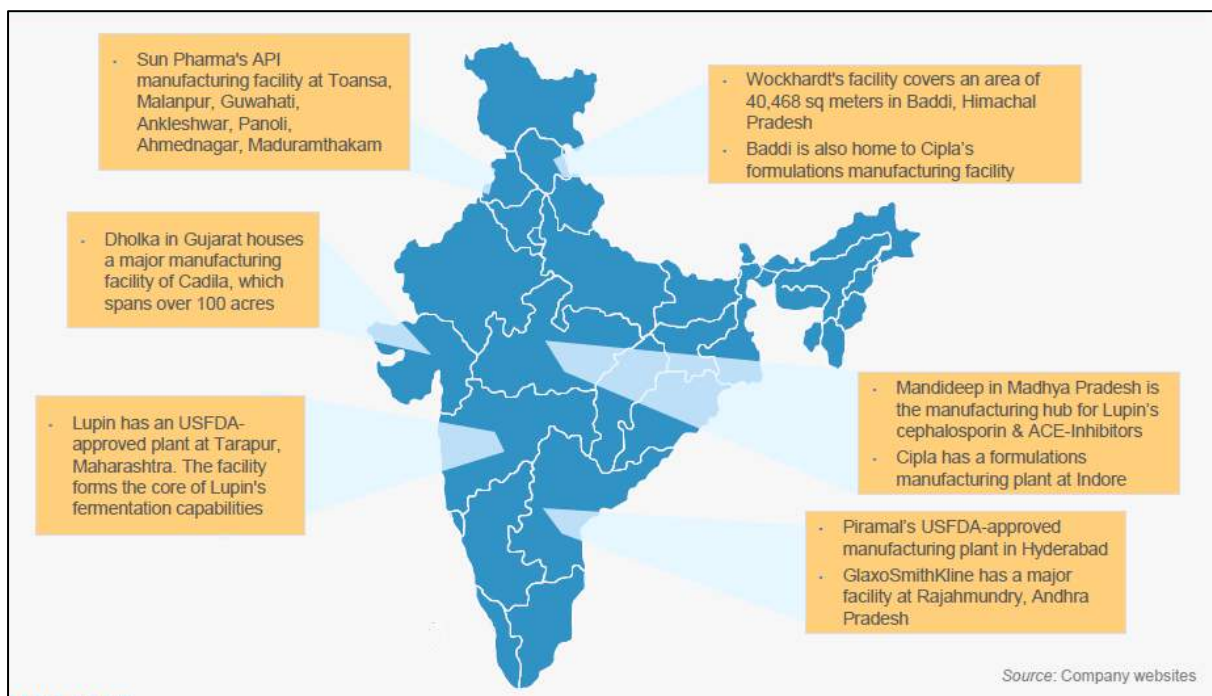 · Sun Pharma's API
manufacturing facility at Toansa,
Malanpur, Guwahati,
Ankleshwar, Panoli,
Ahmednagar, Maduramthakam
· Wockhardt's facility covers an area of
40,468 sq meters in Baddi, Himachal
Pradesh
· Baddi is also home to Cipla's
formulations manufacturing facility
· Dholka in Gujarat houses
a major manufacturing
facility of Cadila, which
spans over 100 acres
· Lupin has an USFDA-
approved plant at Tarapur,
Maharashtra. The facility
forms the core of Lupin's
fermentation capabilities
· Mandideep in Madhya Pradesh is
the manufacturing hub for Lupin's
cephalosporin & ACE-Inhibitors
· Cipla has a formulations
manufacturing plant at Indore
· Piramal's USFDA-approved
manufacturing plant in Hyderabad
· GlaxoSmithKline has a major
facility at Rajahmundry, Andhra
Pradesh
Source: Company websites